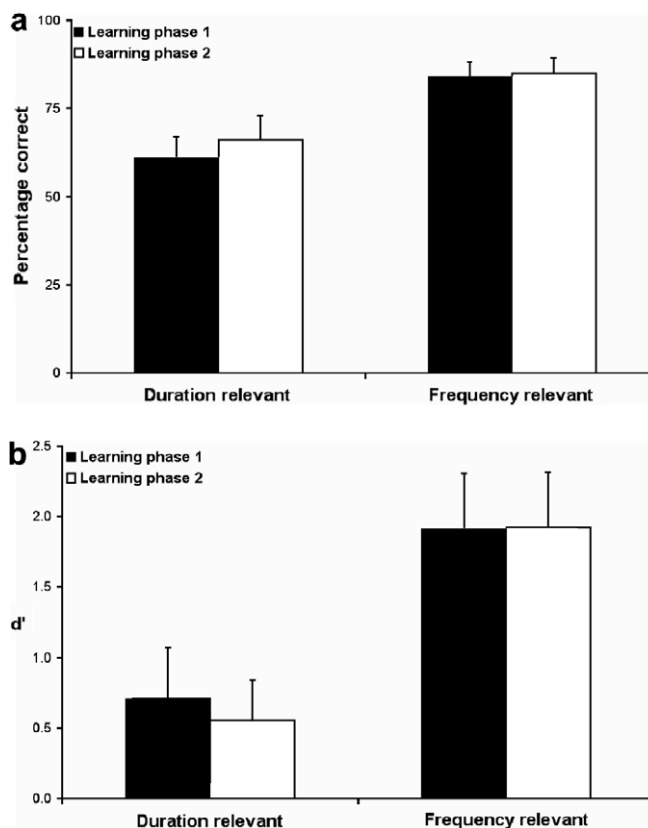 a
100
Learning phase 1
Learning phase 2
75
50
25
0
Percentage correct
Duration relevant
Frequency relevant
b
2.5
Learning phase 1
Learning phase 2
2.0
1.5
d'
1.0
0.5
0.0
Duration relevant
Frequency relevant